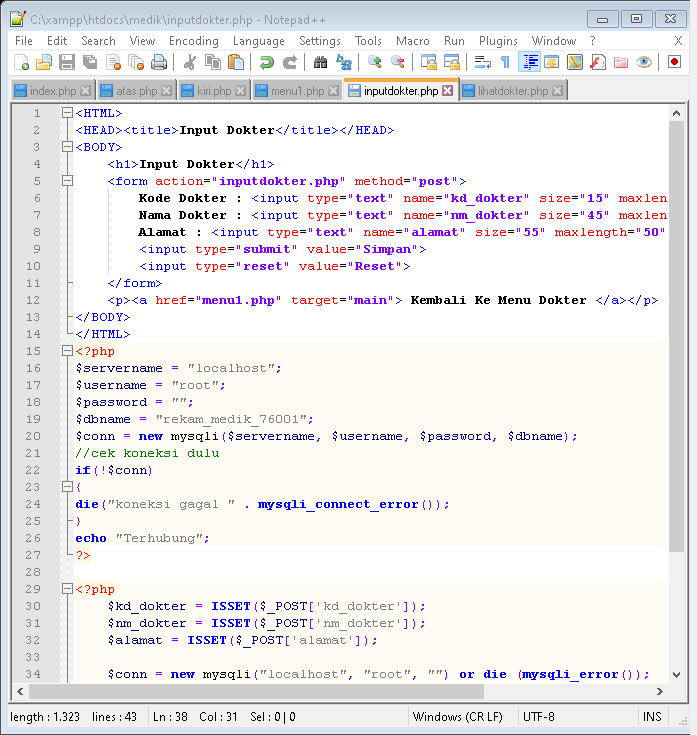 C:\xampp\htdocs\medik\inputdokter.php - Notepad++
File Edit Search View Encoding Language Settings Tools Macro Run Plugins Window ? X
index.php atas.php kiri.php menu1.php inputdokter.php lihatdokter.php
1 <HTML>
2 <HEAD><title>Input Dokter</title></HEAD>
3 <BODY>
4 <h1>Input Dokter</h1>
5 <form action="inputdokter.php" method="post">
6 Kode Dokter : <input type="text" name="kd_dokter" size="15" maxlen
7 Nama Dokter : <input type="text" name="nm_dokter" size="45" maxlen
8 Alamat : <input type="text" name="alamat" size="55" maxlength="50"
9 <input type="submit" value="Simpan">
10 <input type="reset" value="Reset">
11 </form>
12 <p><a href="menu1.php" target="main"> Kembali Ke Menu Dokter </a></p>
13 </BODY>
14 </HTML>
15 <?php
16 $servername = "localhost";
17 $username = "root";
18 $password = "";
19 $dbname = "rekam_medik_76001";
20 $conn = new mysqli($servername, $username, $password, $dbname);
21 //cek koneksi dulu
22 if(!$conn)
23 {
24 die("koneksi gagal " . mysqli_connect_error());
25 }
26 echo "Terhubung";
27 ?>
28
29 <?php
30 $kd_dokter = ISSET($_POST['kd_dokter']);
31 $nm_dokter = ISSET($_POST['nm_dokter']);
32 $alamat = ISSET($_POST['alamat']);
33
34 $conn = new mysqli("localhost", "root", "") or die (mysqli_error());
length : 1.323 lines : 43 Ln : 38 Col : 31 Sel : 0 | 0 Windows (CR LF) UTF-8 INS